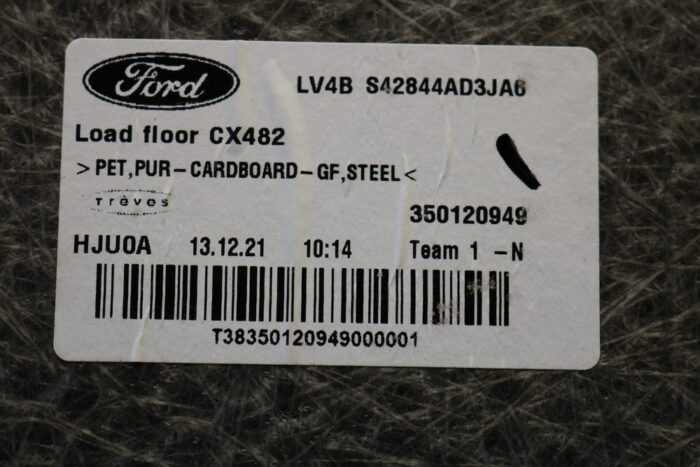 Ford LV4B S42844AD3JA6
Load floor CX482
>PET,PUR-CARDBOARD-GF,STEEL<
Trèves
350120949
HJU0A 13.12.21 10:14 Team 1 -N
T38350120949000001